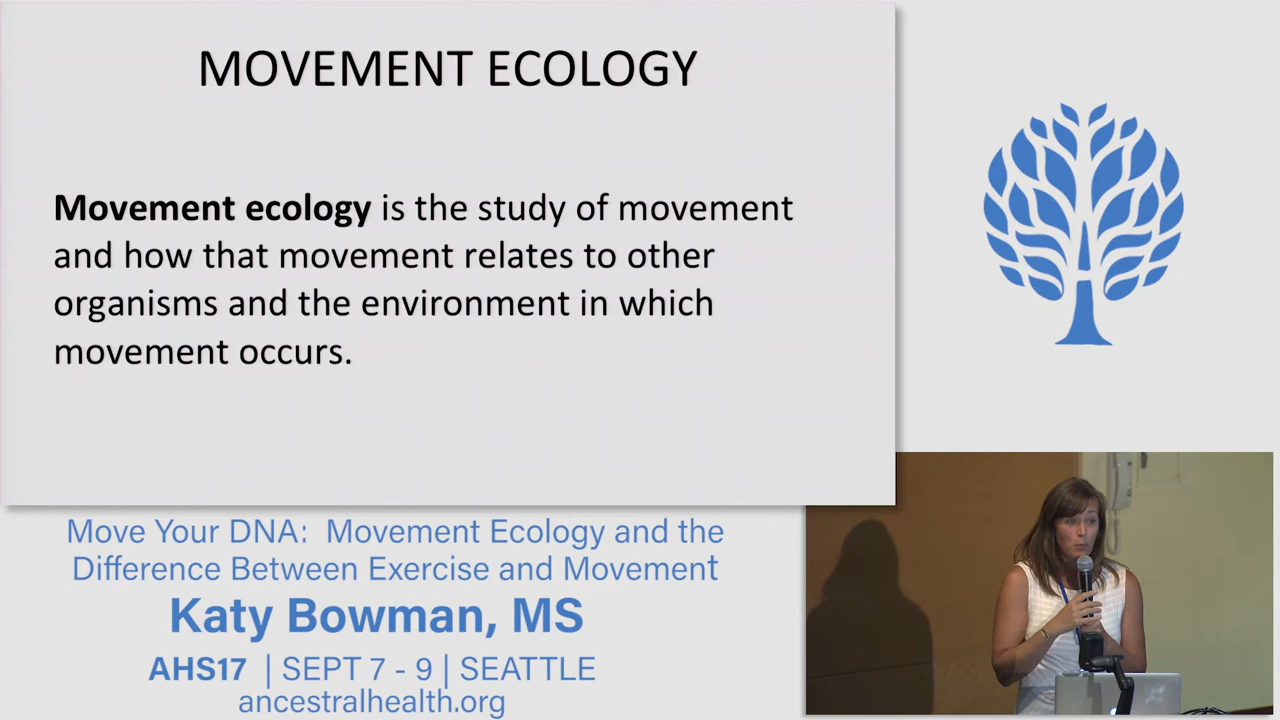 MOVEMENT ECOLOGY
Movement ecology is the study of movement
and how that movement relates to other
organisms and the environment in which
movement occurs.
Move Your DNA: Movement Ecology and the
Difference Between Exercise and Movement
Katy Bowman, MS
AHS17 | SEPT 7 - 9 | SEATTLE
ancestralhealth.org